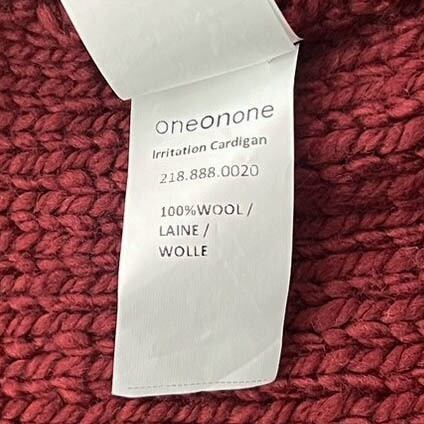 oneonone
Irritation Cardigan
218.888.0020
100%WOOL /
LAINE /
WOLLE